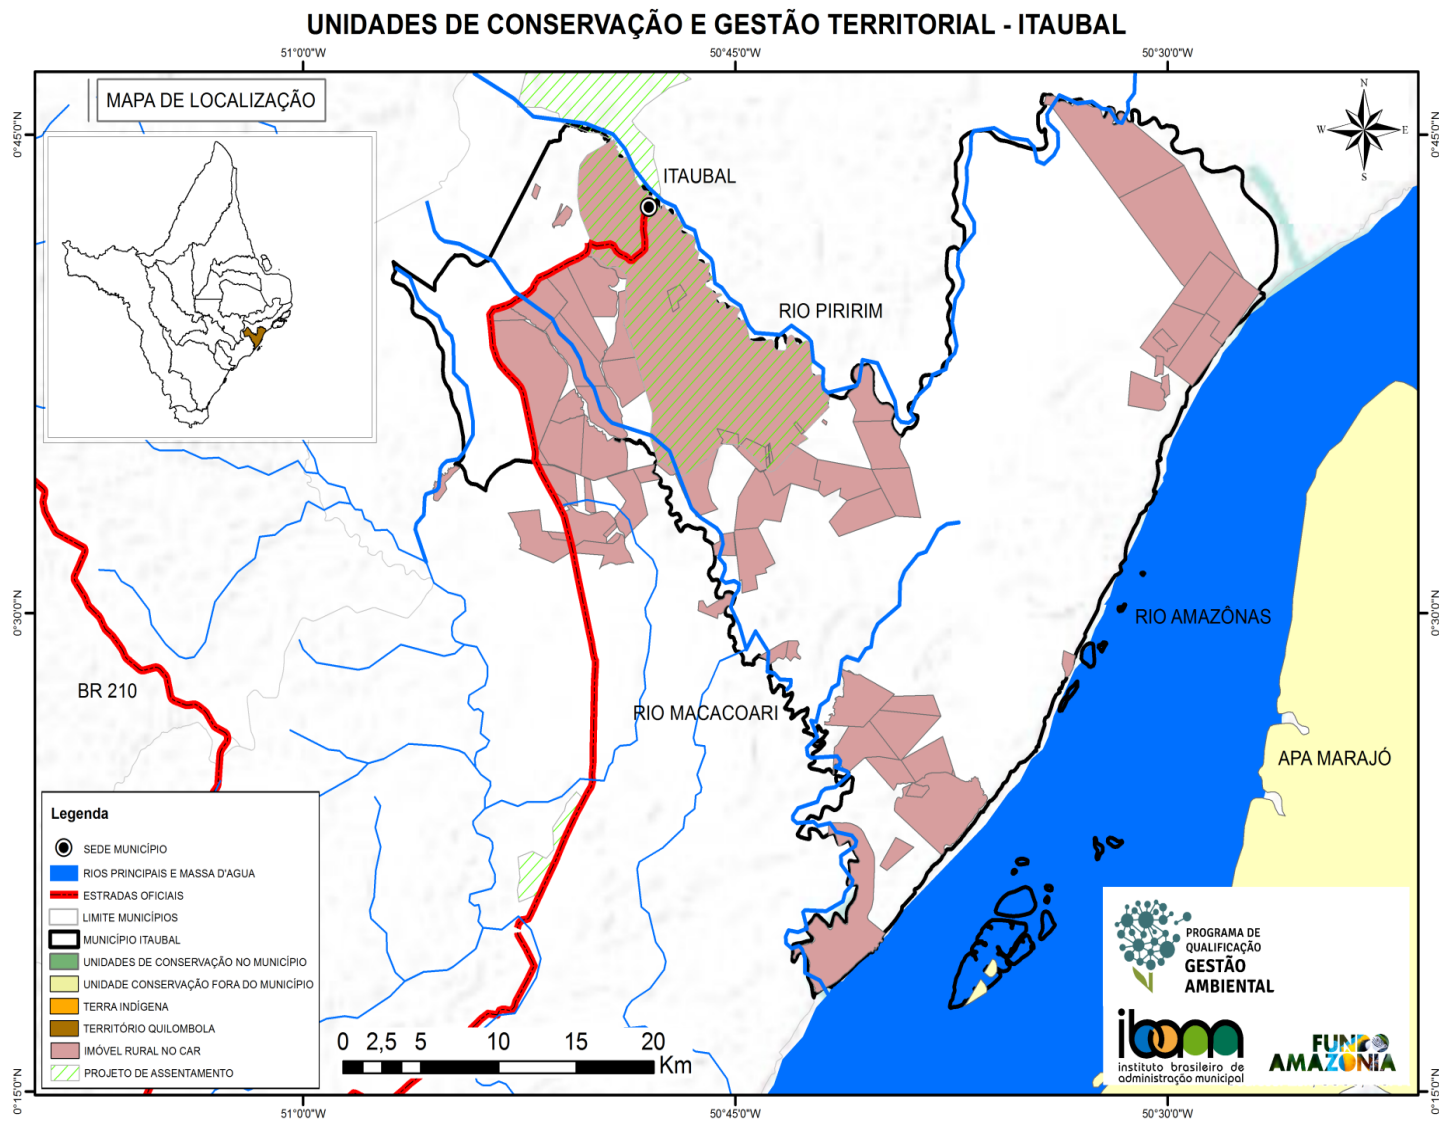 UNIDADES DE CONSERVAÇÃO E GESTÃO TERRITORIAL - ITAUBAL
51°0'0"W
50°45'0"W
50°30'0"W
MAPA DE LOCALIZAÇÃO
N
W
E
S
0°45'0"N
0°45'0"N
ITAUBAL
RIO PIRIRIM
0°30'0"N
0°30'0"N
RIO AMAZÔNAS
BR 210
RIO MACACOARI
APA MARAJÓ
Legenda
SEDE MUNICÍPIO
RIOS PRINCIPAIS E MASSA D'AGUA
ESTRADAS OFICIAIS
LIMITE MUNICÍPIOS
MUNICÍPIO ITAUBAL
UNIDADES DE CONSERVAÇÃO NO MUNICÍPIO
UNIDADE CONSERVAÇÃO FORA DO MUNICÍPIO
TERRA INDÍGENA
TERRITÓRIO QUILOMBOLA
IMÓVEL RURAL NO CAR
PROJETO DE ASSENTAMENTO
0 2,5 5 10 15 20
Km
PROGRAMA DE
QUALIFICAÇÃO
GESTÃO
AMBIENTAL
ibam
instituto brasileiro de
administração municipal
FUNDO
AMAZÔNIA
0°15'0"N
0°15'0"N
51°0'0"W
50°45'0"W
50°30'0"W